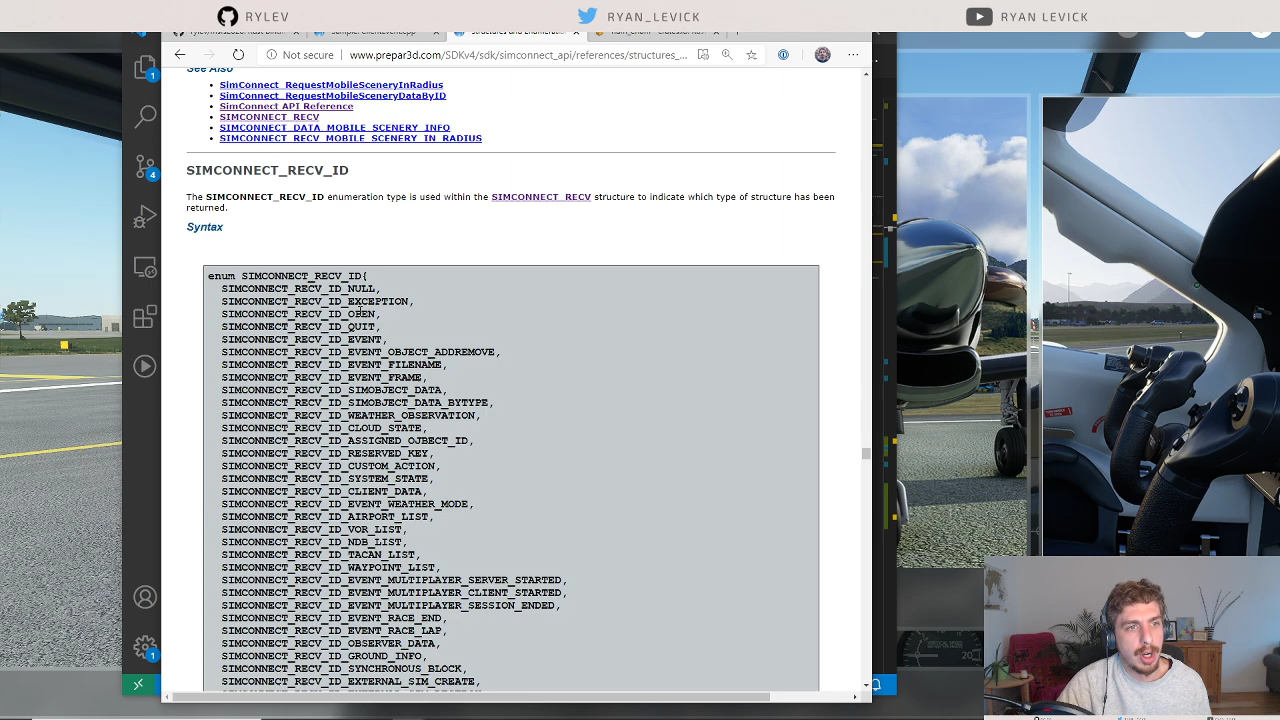 RYLEV
RYAN_LEVICK
RYAN LEVICK
Not secure
www.prepar3d.com/SDKv4/sdk/simconnect_api/references/structures_...
See Also
SimConnect_RequestMobileSceneryInRadius
SimConnect_RequestMobileSceneryDataByID
SimConnect API Reference
SIMCONNECT_RECV
SIMCONNECT_DATA_MOBILE_SCENERY_INFO
SIMCONNECT_RECV_MOBILE_SCENERY_IN_RADIUS
SIMCONNECT_RECV_ID
The SIMCONNECT_RECV_ID enumeration type is used within the SIMCONNECT_RECV structure to indicate which type of structure has been
returned.
Syntax
enum SIMCONNECT_RECV_ID{
SIMCONNECT_RECV_ID_NULL,
SIMCONNECT_RECV_ID_EXCEPTION,
SIMCONNECT_RECV_ID_OPEN,
SIMCONNECT_RECV_ID_QUIT,
SIMCONNECT_RECV_ID_EVENT,
SIMCONNECT_RECV_ID_EVENT_OBJECT_ADDREMOVE,
SIMCONNECT_RECV_ID_EVENT_FILENAME,
SIMCONNECT_RECV_ID_EVENT_FRAME,
SIMCONNECT_RECV_ID_SIMOBJECT_DATA,
SIMCONNECT_RECV_ID_SIMOBJECT_DATA_BYTYPE,
SIMCONNECT_RECV_ID_WEATHER_OBSERVATION,
SIMCONNECT_RECV_ID_CLOUD_STATE,
SIMCONNECT_RECV_ID_ASSIGNED_OJBECT_ID,
SIMCONNECT_RECV_ID_RESERVED_KEY,
SIMCONNECT_RECV_ID_CUSTOM_ACTION,
SIMCONNECT_RECV_ID_SYSTEM_STATE,
SIMCONNECT_RECV_ID_CLIENT_DATA,
SIMCONNECT_RECV_ID_EVENT_WEATHER_MODE,
SIMCONNECT_RECV_ID_AIRPORT_LIST,
SIMCONNECT_RECV_ID_VOR_LIST,
SIMCONNECT_RECV_ID_NDB_LIST,
SIMCONNECT_RECV_ID_TACAN_LIST,
SIMCONNECT_RECV_ID_WAYPOINT_LIST,
SIMCONNECT_RECV_ID_EVENT_MULTIPLAYER_SERVER_STARTED,
SIMCONNECT_RECV_ID_EVENT_MULTIPLAYER_CLIENT_STARTED,
SIMCONNECT_RECV_ID_EVENT_MULTIPLAYER_SESSION_ENDED,
SIMCONNECT_RECV_ID_EVENT_RACE_END,
SIMCONNECT_RECV_ID_EVENT_RACE_LAP,
SIMCONNECT_RECV_ID_OBSERVER_DATA,
SIMCONNECT_RECV_ID_GROUND_INFO,
SIMCONNECT_RECV_ID_SYNCHRONOUS_BLOCK,
SIMCONNECT_RECV_ID_EXTERNAL_SIM_CREATE,
1
4
1
20